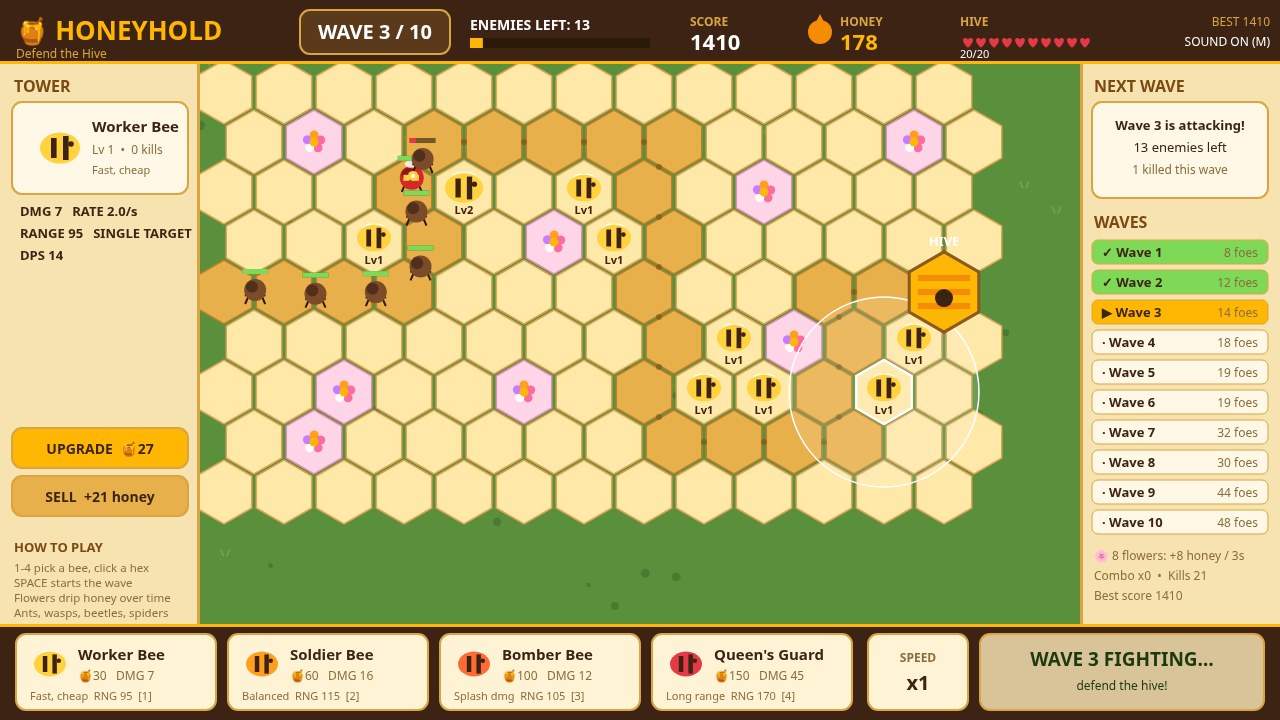 HONEYHOLD
Defend the Hive
WAVE 3 / 10
ENEMIES LEFT: 13
SCORE
1410
HONEY
178
HIVE
20/20
BEST 1410
SOUND ON (M)
TOWER
Worker Bee
Lv 1 • 0 kills
Fast, cheap
DMG 7 RATE 2.0/s
RANGE 95 SINGLE TARGET
DPS 14
UPGRADE 27
SELL +21 honey
HOW TO PLAY
1-4 pick a bee, click a hex
SPACE starts the wave
Flowers drip honey over time
Ants, wasps, beetles, spiders
Lv2
Lv1
Lv1
Lv1
HIVE
Lv1
Lv1
Lv1
Lv1
Lv1
NEXT WAVE
Wave 3 is attacking!
13 enemies left
1 killed this wave
WAVES
✓ Wave 1 8 foes
✓ Wave 2 12 foes
▶ Wave 3 14 foes
· Wave 4 18 foes
· Wave 5 19 foes
· Wave 6 19 foes
· Wave 7 32 foes
· Wave 8 30 foes
· Wave 9 44 foes
· Wave 10 48 foes
8 flowers: +8 honey / 3s
Combo x0 • Kills 21
Best score 1410
Worker Bee
30 DMG 7
Fast, cheap RNG 95 [1]
Soldier Bee
60 DMG 16
Balanced RNG 115 [2]
Bomber Bee
100 DMG 12
Splash dmg RNG 105 [3]
Queen's Guard
150 DMG 45
Long range RNG 170 [4]
SPEED
x1
WAVE 3 FIGHTING...
defend the hive!